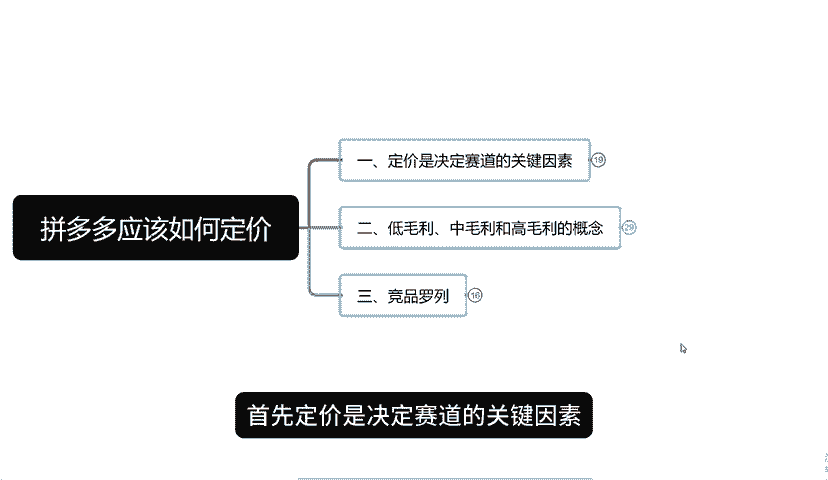 拼多多应该如何定价
一、定价是决定赛道的关键因素
19
二、低毛利、中毛利和高毛利的概念
29
三、竞品罗列
16
首先定价是决定赛道的关键因素